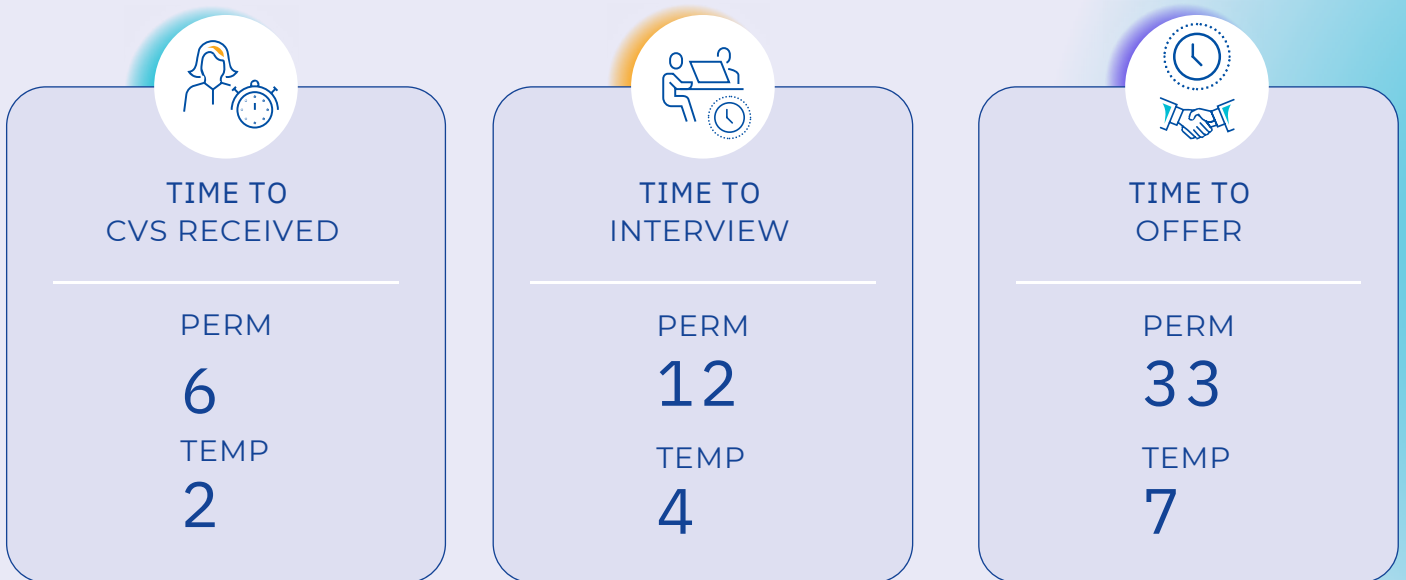 TIME TO
CVS RECEIVED
PERM
6
TEMP
2
TIME TO
INTERVIEW
PERM
12
TEMP
4
TIME TO
OFFER
PERM
33
TEMP
7